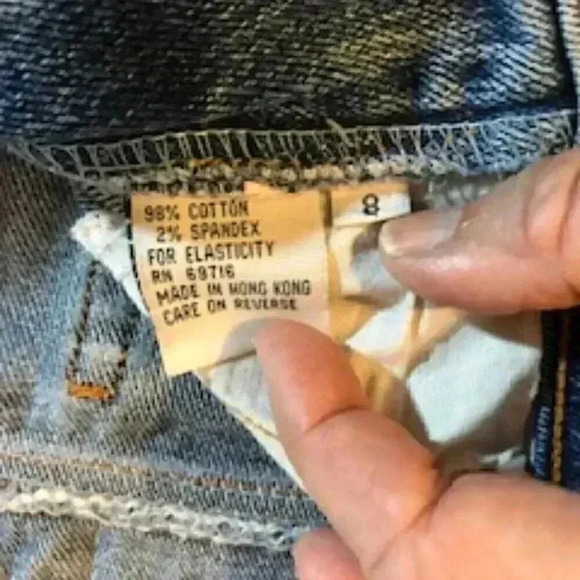 98% COTTON
2% SPANDEX
FOR ELASTICITY
RN 69716
MADE IN HONG KONG
CARE ON REVERSE
8